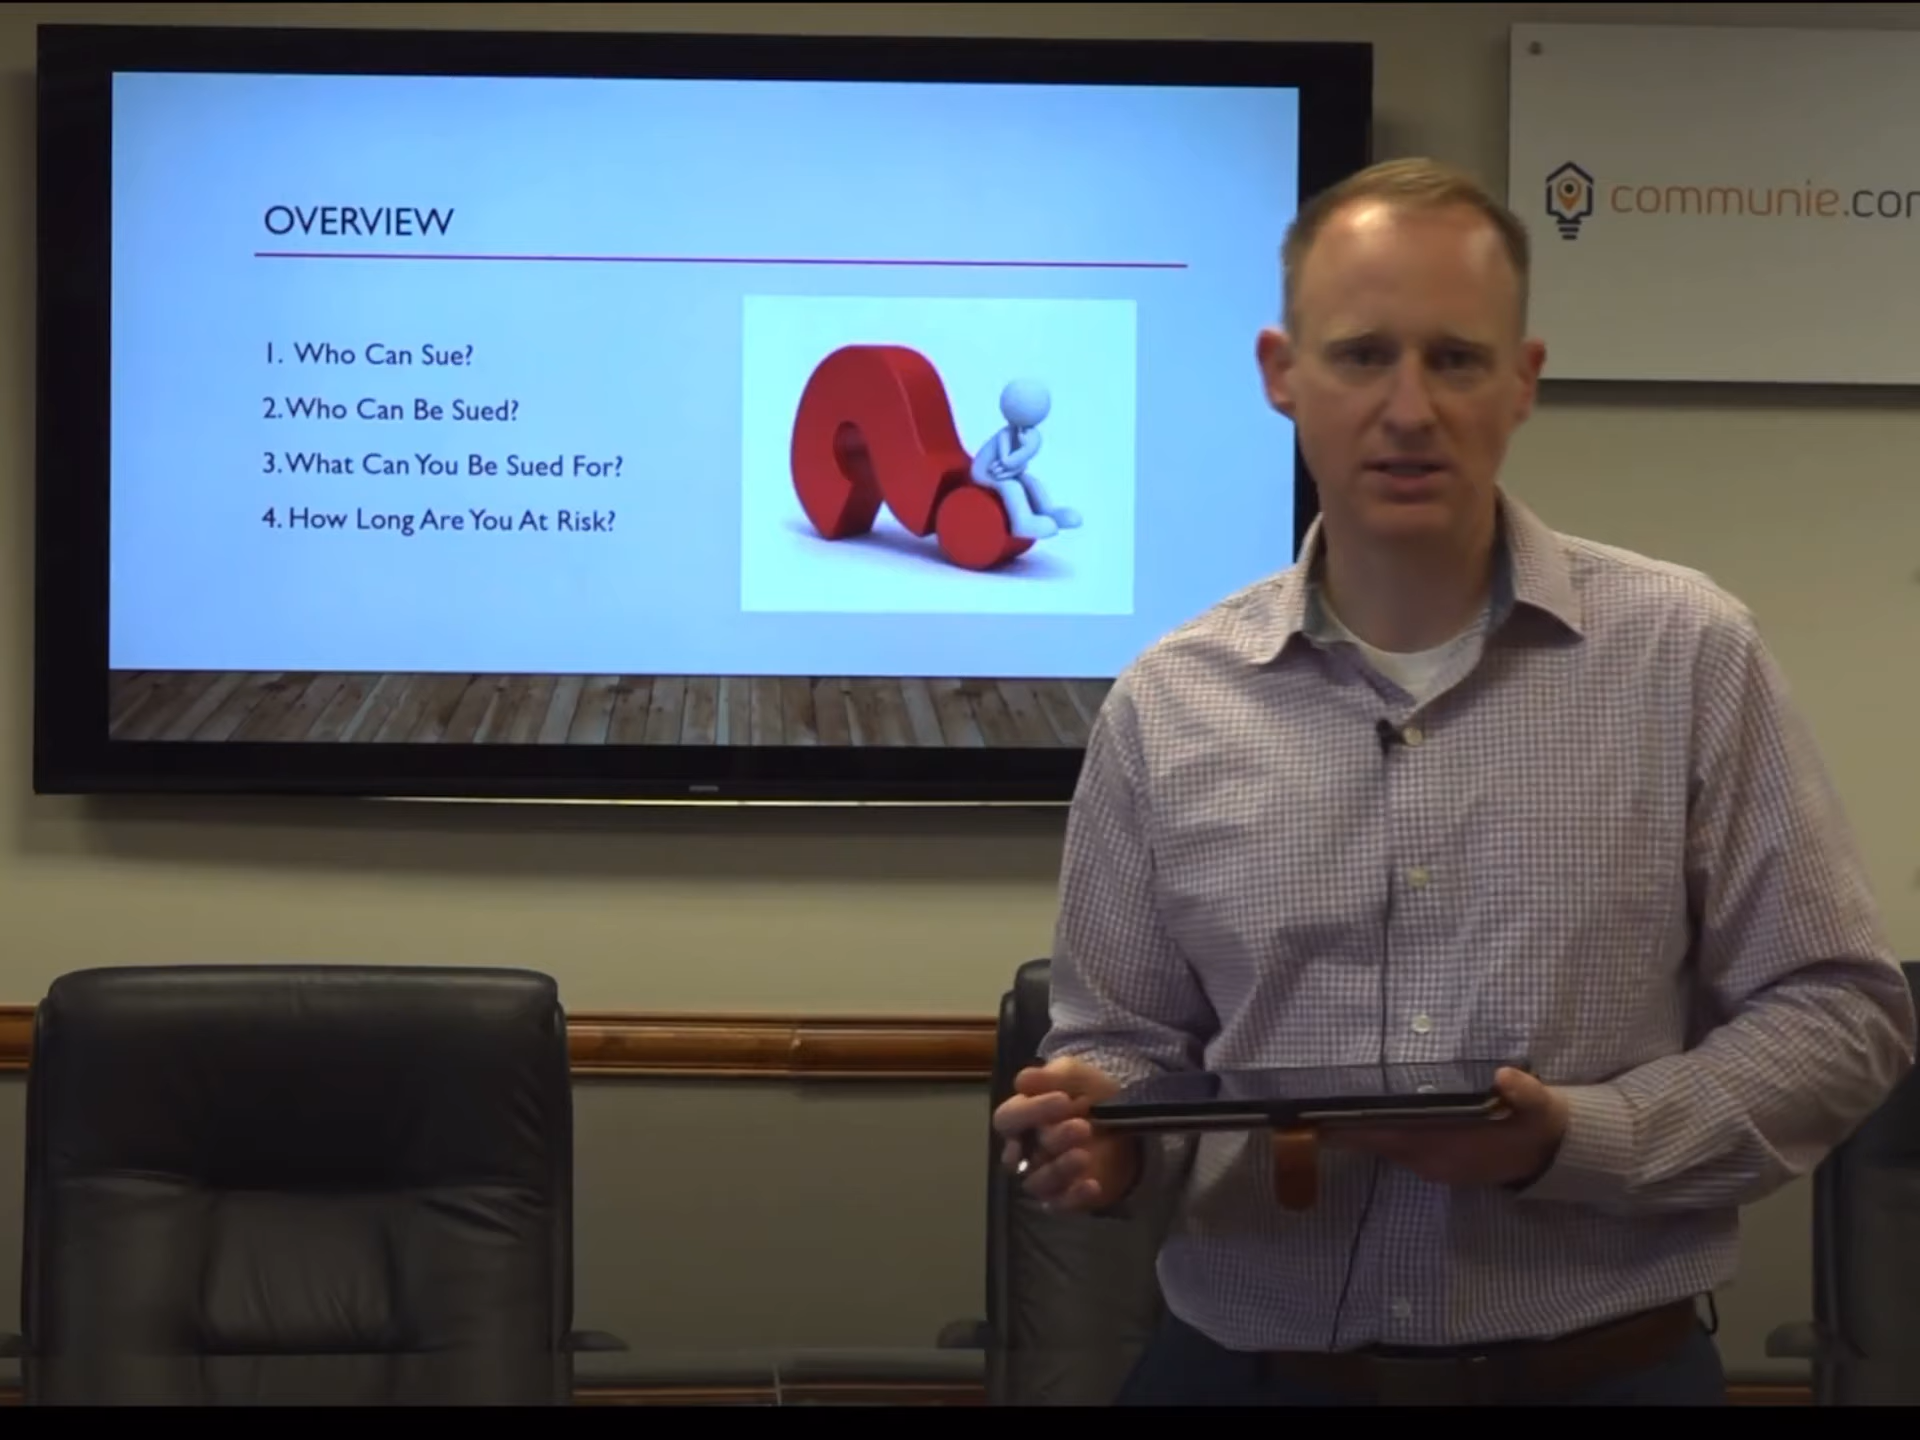 OVERVIEW
1. Who Can Sue?
2. Who Can Be Sued?
3. What Can You Be Sued For?
4. How Long Are You At Risk?
communie.com